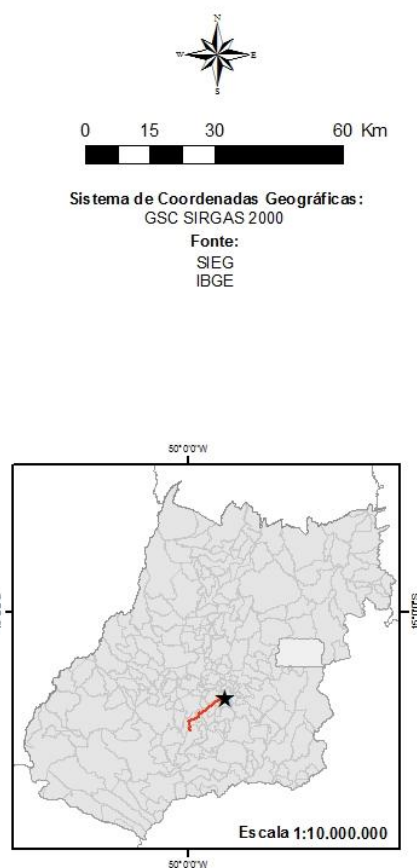 N
W E
S
0 15 30 60 Km
Sistema de Coordenadas Geográficas:
GSC SIRGAS 2000
Fonte:
SIEG
IBGE
50°0'0"W
Escala 1:10.000.000
50°0'0"W